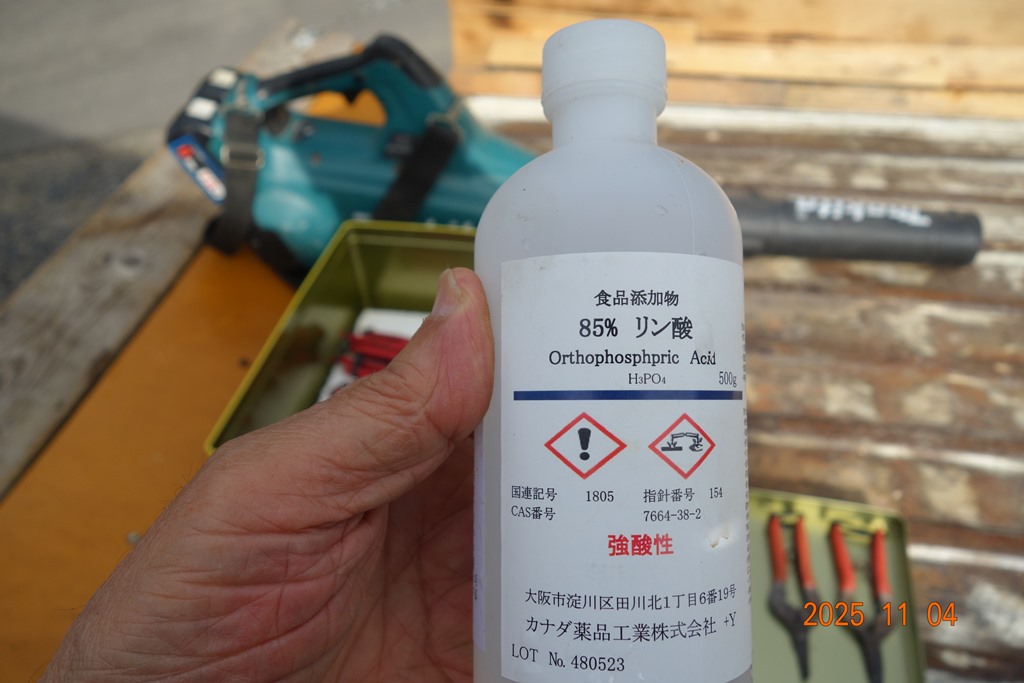 食品添加物
85% リン酸
Orthophosphpric Acid
H3PO4
500g
国連記号 1805 指針番号 154
CAS番号 7664-38-2
強酸性
大阪市淀川区田川北1丁目6番19号
カナダ薬品工業株式会社 +Y
LOT № 480523
makita
2025 11 04